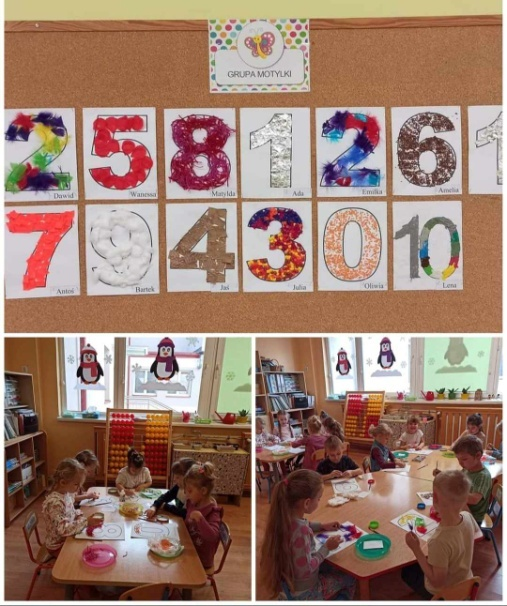 GRUPA MOTYLKI
2 5 8 1 2 6 1
Dawid Wanessa Matylda Ada Emilka Amelia
7 9 4 3 0 10
Antoś Bartek Jaś Julia Oliwia Lena